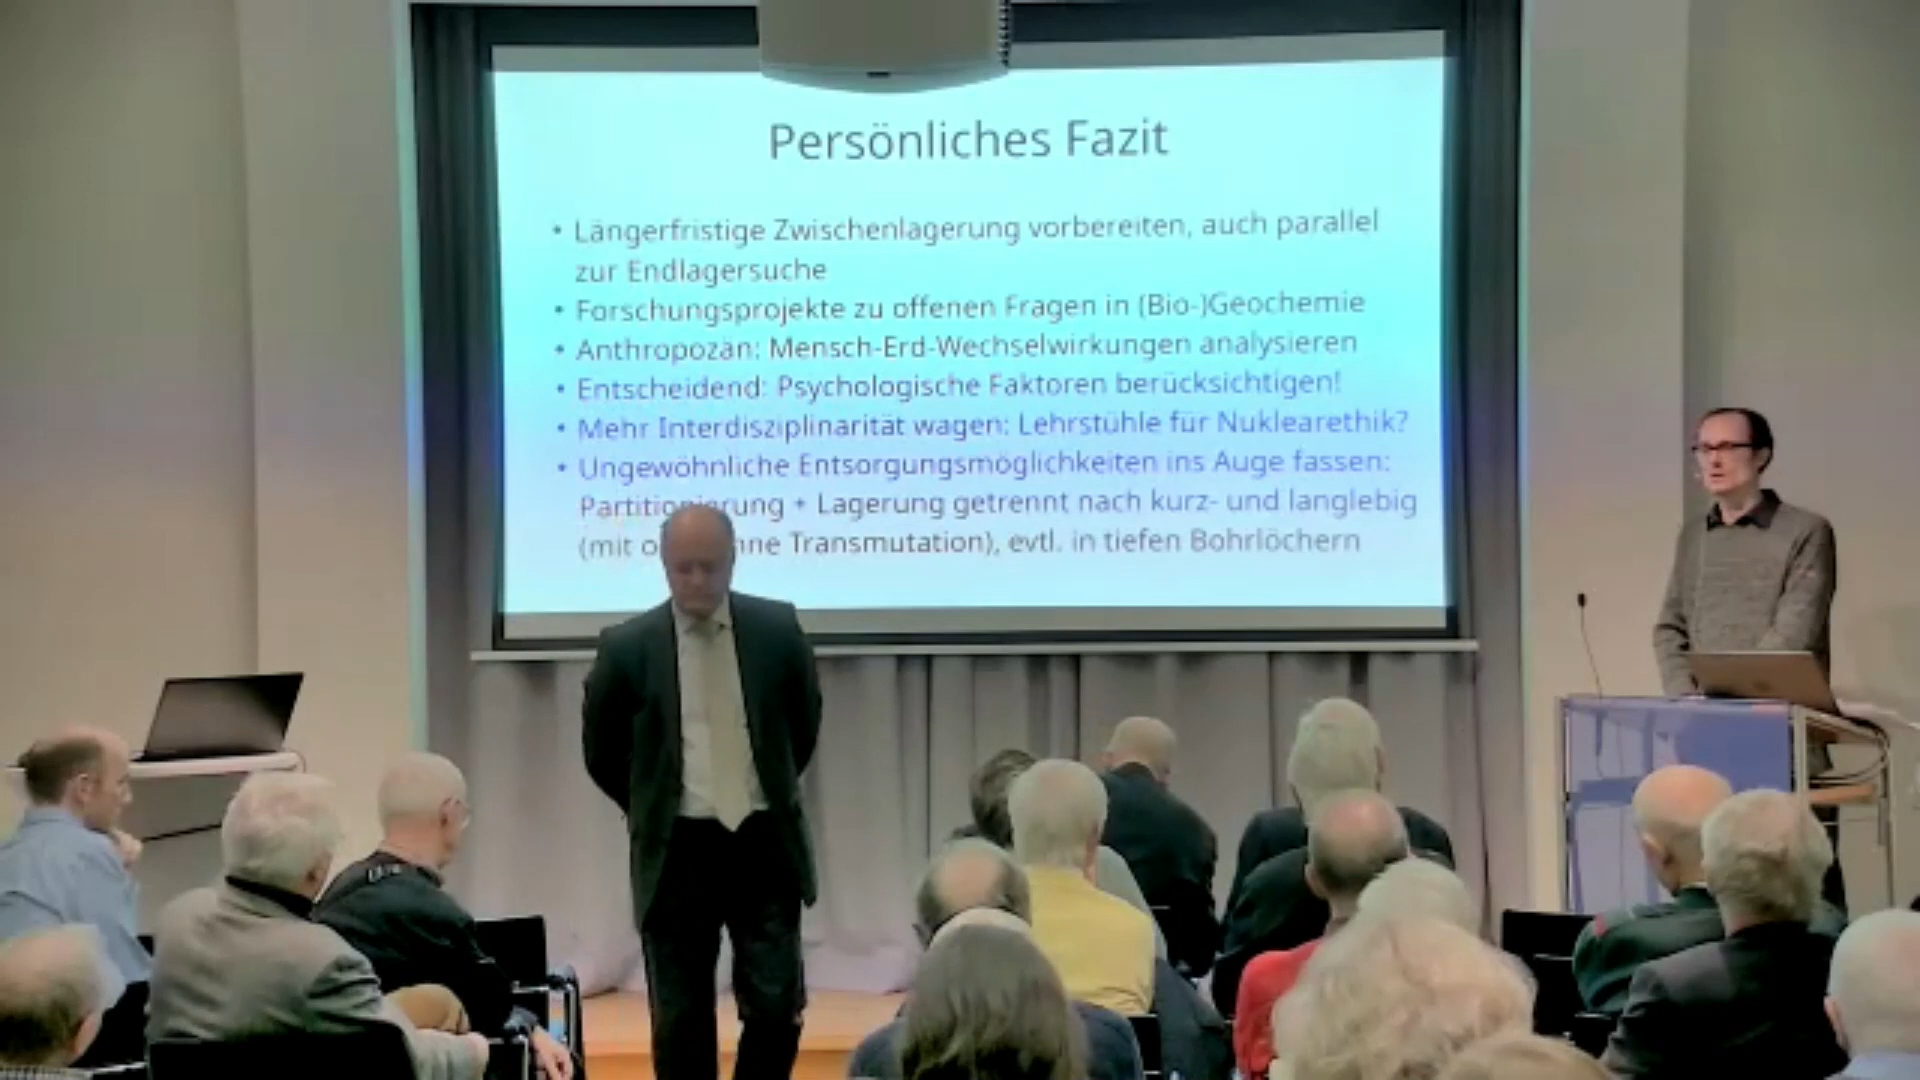 Persönliches Fazit
• Längerfristige Zwischenlagerung vorbereiten, auch parallel
zur Endlagersuche
• Forschungsprojekte zu offenen Fragen in (Bio-)Geochemie
• Anthropozän: Mensch-Erd-Wechselwirkungen analysieren
• Entscheidend: Psychologische Faktoren berücksichtigen!
• Mehr Interdisziplinarität wagen: Lehrstühle für Nuklearethik?
• Ungewöhnliche Entsorgungsmöglichkeiten ins Auge fassen:
+ Lagerung getrennt nach kurz- und langlebig
(mit Transmutation), evtl. in tiefen Bohrlöchern